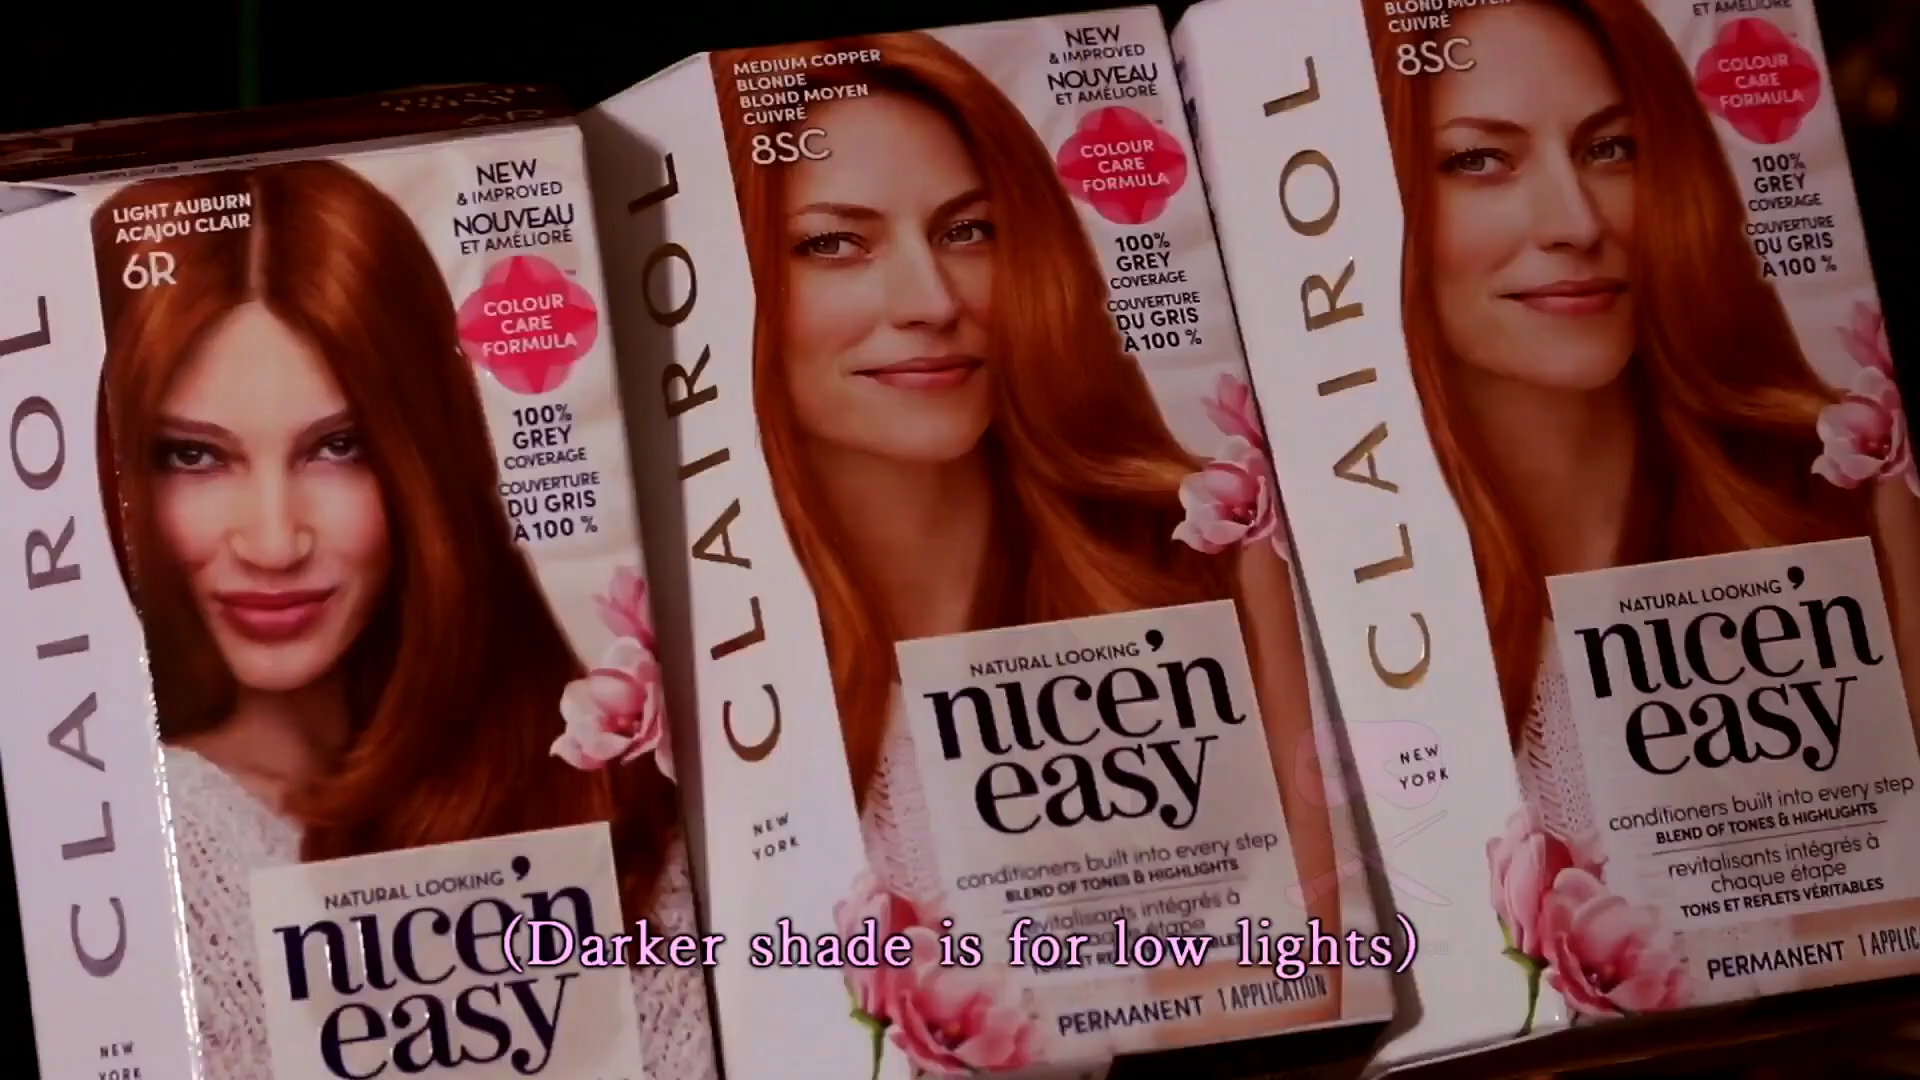 LIGHT AUBURN
ACAJOU CLAIR
6R
NEW
& IMPROVED
NOUVEAU
ET AMÉLIORÉ
COLOUR
CARE
FORMULA
100%
GREY
COVERAGE
COUVERTURE
DU GRIS
À 100 %
CLAIROL
NEW
YORK
NATURAL LOOKING
nice'n
easy
MEDIUM COPPER
BLONDE
BLOND MOYEN
CUIVRÉ
8SC
NEW
& IMPROVED
NOUVEAU
ET AMÉLIORÉ
COLOUR
CARE
FORMULA
100%
GREY
COVERAGE
COUVERTURE
DU GRIS
À 100 %
CLAIROL
NEW
YORK
NATURAL LOOKING
nice'n
easy
conditioners built into every step
BLEND OF TONES & HIGHLIGHTS
revitalisants intégrés à
PERMANENT 1 APPLICATION
BLOND MOYEN
CUIVRÉ
8SC
ET AMÉLIORÉ
COLOUR
CARE
FORMULA
100%
GREY
COVERAGE
COUVERTURE
DU GRIS
À 100 %
CLAIROL
NEW
YORK
NATURAL LOOKING
nice'n
easy
conditioners built into every step
BLEND OF TONES & HIGHLIGHTS
revitalisants intégrés à
chaque étape
TONS ET REFLETS VÉRITABLES
PERMANENT 1 APPLIC
(Darker shade is for low lights)